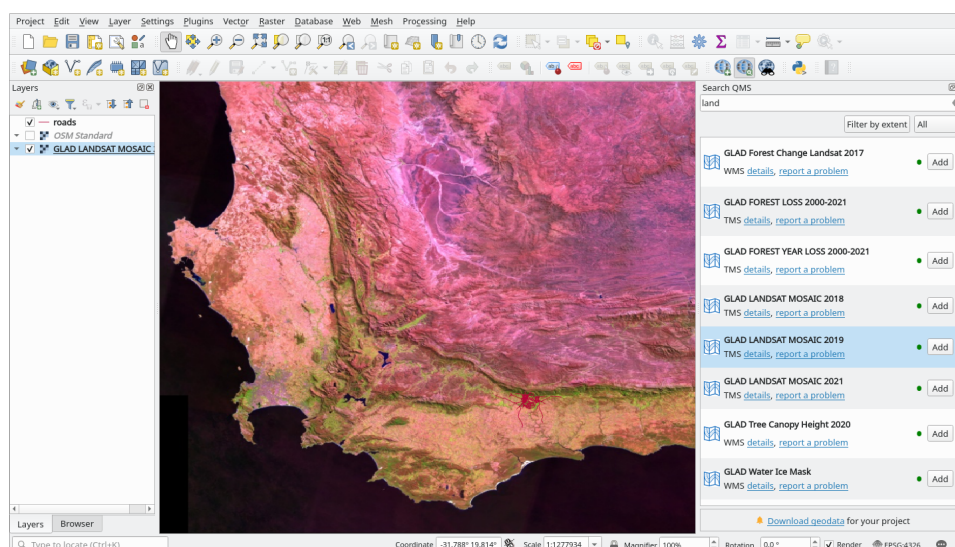 Project Edit View Layer Settings Plugins Vector Raster Database Web Mesh Processing Help
Layers
roads
OSM Standard
GLAD LANDSAT MOSAIC
Layers Browser
Search QMS
land
Filter by extent All
GLAD Forest Change Landsat 2017
WMS details, report a problem
Add
GLAD FOREST LOSS 2000-2021
TMS details, report a problem
Add
GLAD FOREST YEAR LOSS 2000-2021
TMS details, report a problem
Add
GLAD LANDSAT MOSAIC 2018
TMS details, report a problem
Add
GLAD LANDSAT MOSAIC 2019
TMS details, report a problem
Add
GLAD LANDSAT MOSAIC 2021
TMS details, report a problem
Add
GLAD Tree Canopy Height 2020
WMS details, report a problem
Add
GLAD Water Ice Mask
WMS details, report a problem
Add
Download geodata for your project
Type to locate (Ctrl+K) Coordinate -31.788° 19.814° Scale 1:1277934 Magnifier 100% Rotation 0.0 ° Render EPSG:4326